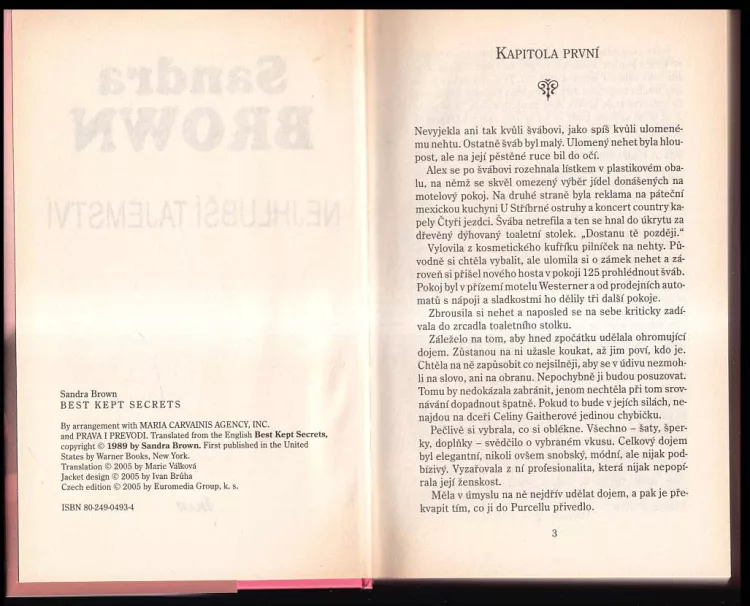 Sandra
BROWN
NEJHLUBŠÍ TAJEMSTVÍ
Sandra Brown
BEST KEPT SECRETS
By arrangement with MARIA CARVAINIS AGENCY, INC.
and PRAVA I PREVODI. Translated from the English Best Kept Secrets,
copyright © 1989 by Sandra Brown. First published in the United
States by Warner Books, New York.
Translation © 2005 by Marie Válková
Jacket design © 2005 by Ivan Brůha
Czech edition © 2005 by Euromedia Group, k. s.
ISBN 80-249-0493-4
KAPITOLA PRVNÍ
Nevyjekla ani tak kvůli švábovi, jako spíš kvůli ulomené-
mu nehtu. Ostatně šváb byl malý. Ulomený nehet byla hlou-
post, ale na její pěstěné ruce bil do očí.
Alex se po švábovi rozehnala lístkem v plastikovém oba-
lu, na němž se skvěl omezený výběr jídel donášených na
motelový pokoj. Na druhé straně byla reklama na páteční
mexickou kuchyni U Stříbrné ostruhy a koncert country ka-
pely Čtyři jezdci. Švába netrefila a ten se hnal do úkrytu za
dřevěný dýhovaný toaletní stolek. „Dostanu tě později.“
Vylovila z kosmetického kufříku pilníček na nehty. Pů-
vodně si chtěla vybalit, ale ulomila si o zámek nehet a zá-
roveň si přišel nového hosta v pokoji 125 prohlédnout šváb.
Pokoj byl v přízemí motelu Westerner a od prodejních auto-
matů s nápoji a sladkostmi ho dělily tři další pokoje.
Zbrousila si nehet a naposled se na sebe kriticky zadí-
vala do zrcadla toaletního stolku.
Záleželo na tom, aby hned zpočátku udělala ohromující
dojem. Zůstanou na ni užasle koukat, až jim poví, kdo je.
Chtěla na ně zapůsobit co nejsilněji, aby se v údivu nezmoh-
li na slovo, ani na obranu. Nepochybně ji budou posuzovat.
Tomu by nedokázala zabránit, jenom nechtěla při tom srov-
návání dopadnout špatně. Pokud to bude v jejích silách, ne-
najdou na dceři Celiny Gaitherové jedinou chybičku.
Pečlivě si vybrala, co si oblékne. Všechno – šaty, šper-
ky, doplňky – svědčilo o vybraném vkusu. Celkový dojem
byl elegantní, nikoli ovšem snobský, módní, ale nijak pod-
bízivý. Vyzařovala z ní profesionalita, která nijak nepopí-
rala její ženskost.
Měla v úmyslu na ně nejdřív udělat dojem, a pak je pře-
kvapit tím, co ji do Purcellu přivedlo.
3